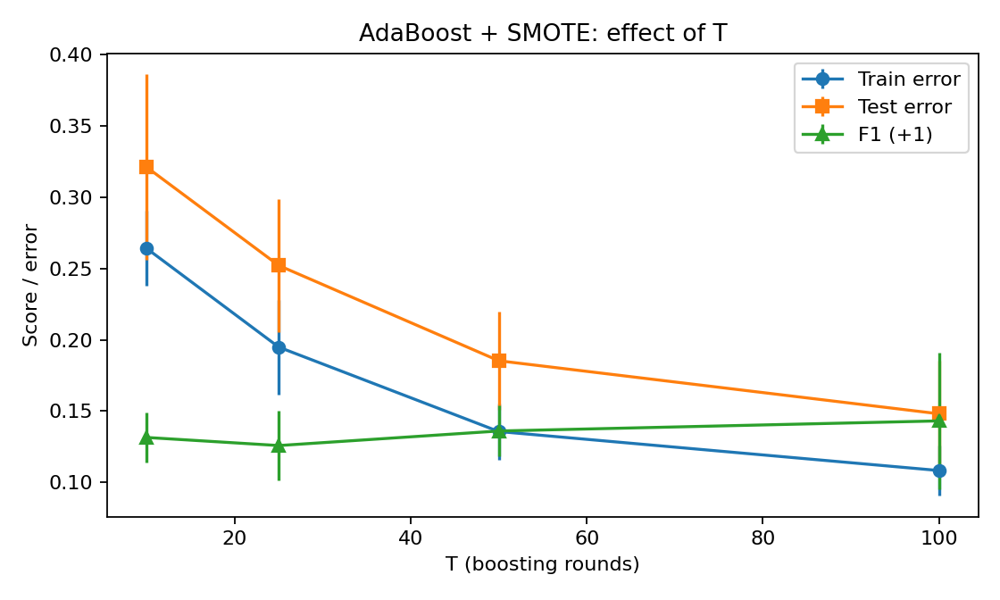 AdaBoost + SMOTE: effect of T
Train error
Test error
F1 (+1)
Score / error
0.40
0.35
0.30
0.25
0.20
0.15
0.10
20
40
60
80
100
T (boosting rounds)